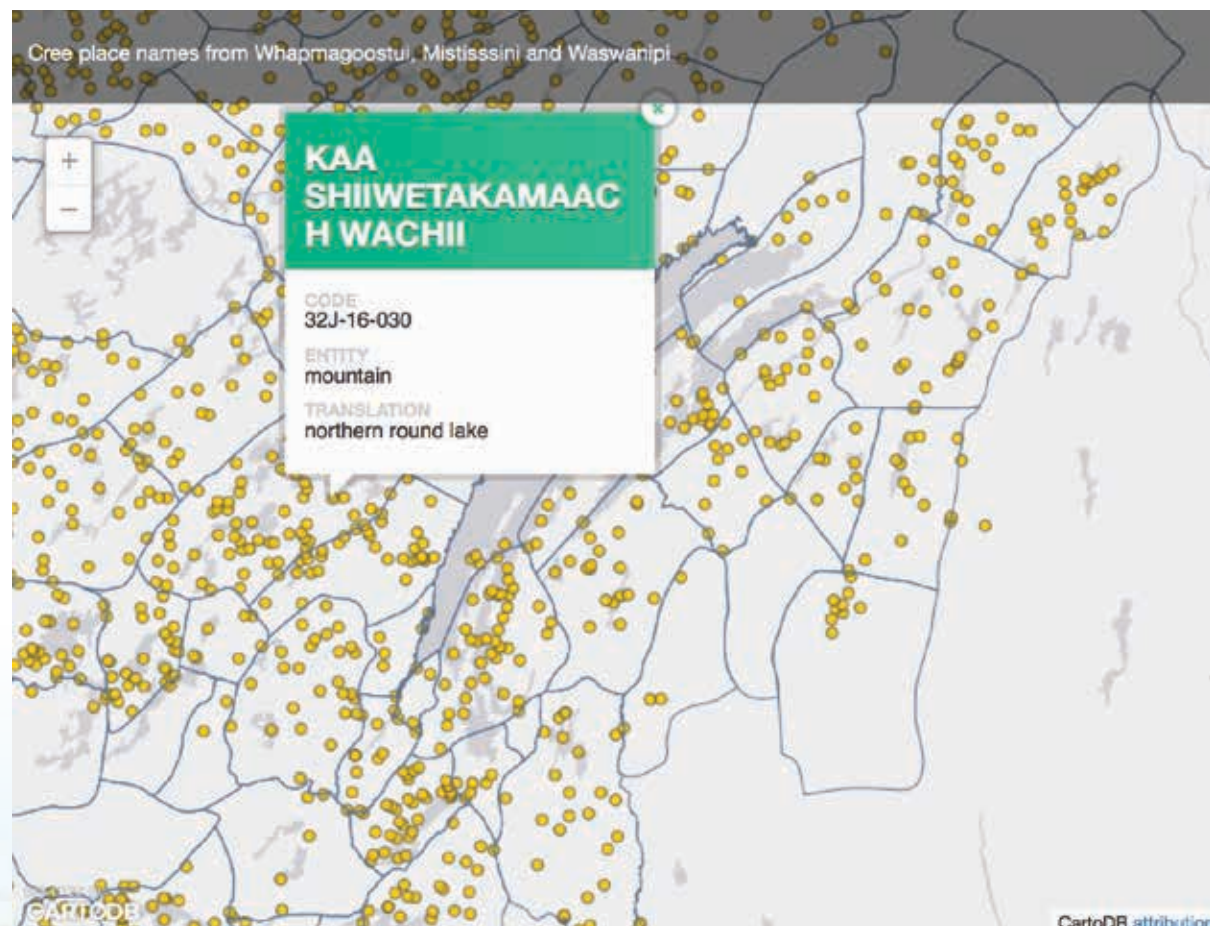 Cree place names from Whapmagoostui, Mistisssini and Waswanipi
+
−
KAA
SHIIWETAKAMAAC
H WACHII
CODE
32J-16-030
ENTITY
mountain
TRANSLATION
northern round lake
CARTODB
CartoDB attribution